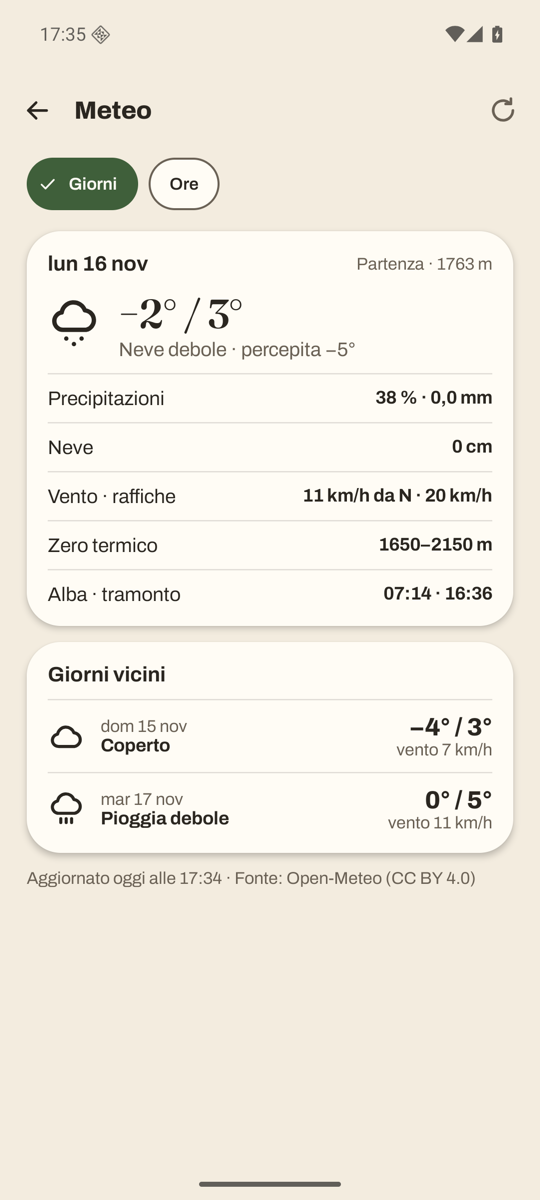 17:35
Meteo
Giorni
Ore
lun 16 nov
Partenza · 1763 m
−2° / 3°
Neve debole · percepita −5°
Precipitazioni
38 % · 0,0 mm
Neve
0 cm
Vento · raffiche
11 km/h da N · 20 km/h
Zero termico
1650–2150 m
Alba · tramonto
07:14 · 16:36
Giorni vicini
dom 15 nov
Coperto
−4° / 3°
vento 7 km/h
mar 17 nov
Pioggia debole
0° / 5°
vento 11 km/h
Aggiornato oggi alle 17:34 · Fonte: Open-Meteo (CC BY 4.0)